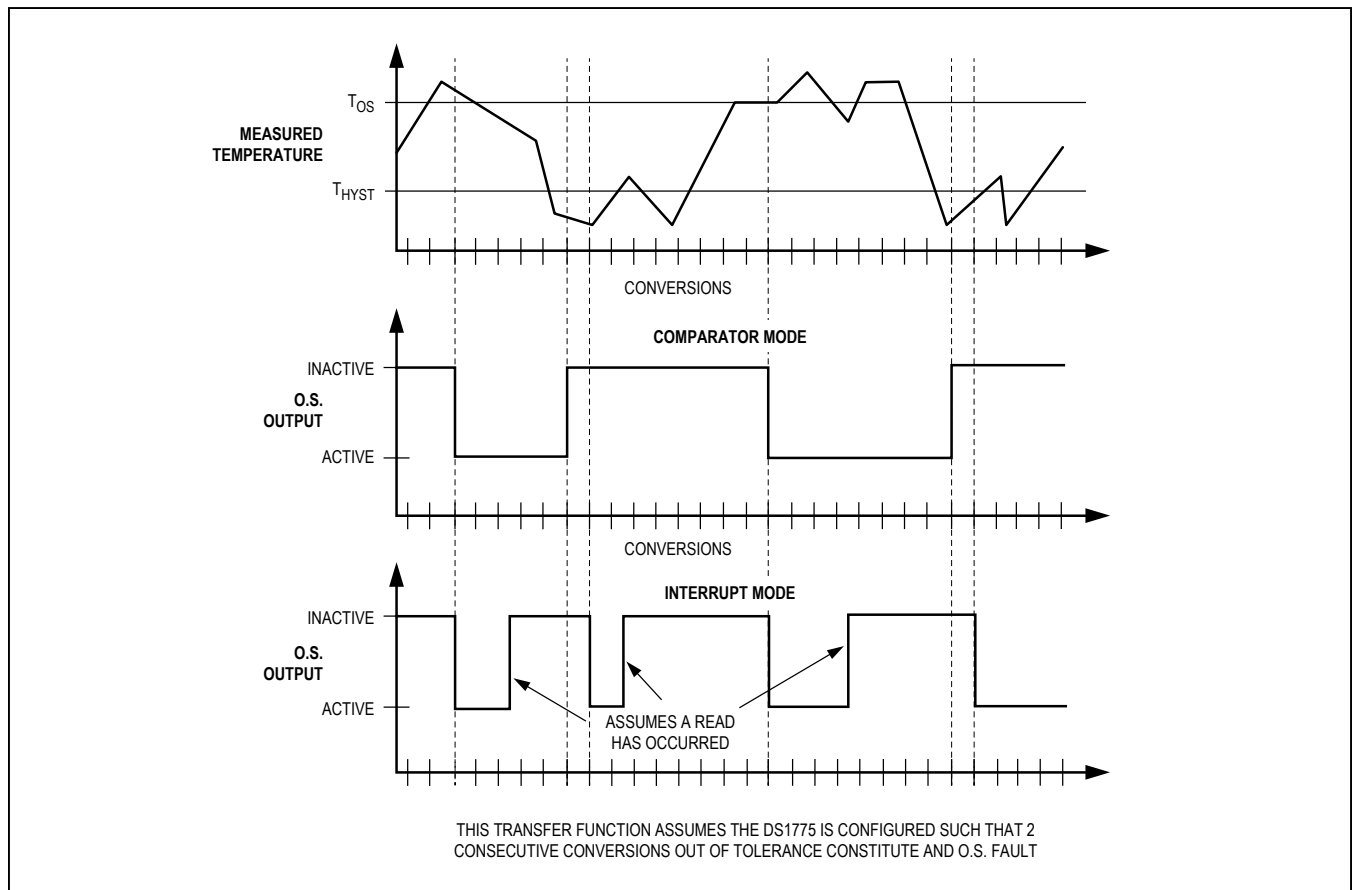 TOS
MEASURED
TEMPERATURE
THYST
CONVERSIONS
COMPARATOR MODE
INACTIVE
O.S.
OUTPUT
ACTIVE
CONVERSIONS
INTERRUPT MODE
INACTIVE
O.S.
OUTPUT
ACTIVE
ASSUMES A READ
HAS OCCURRED
THIS TRANSFER FUNCTION ASSUMES THE DS1775 IS CONFIGURED SUCH THAT 2
CONSECUTIVE CONVERSIONS OUT OF TOLERANCE CONSTITUTE AND O.S. FAULT